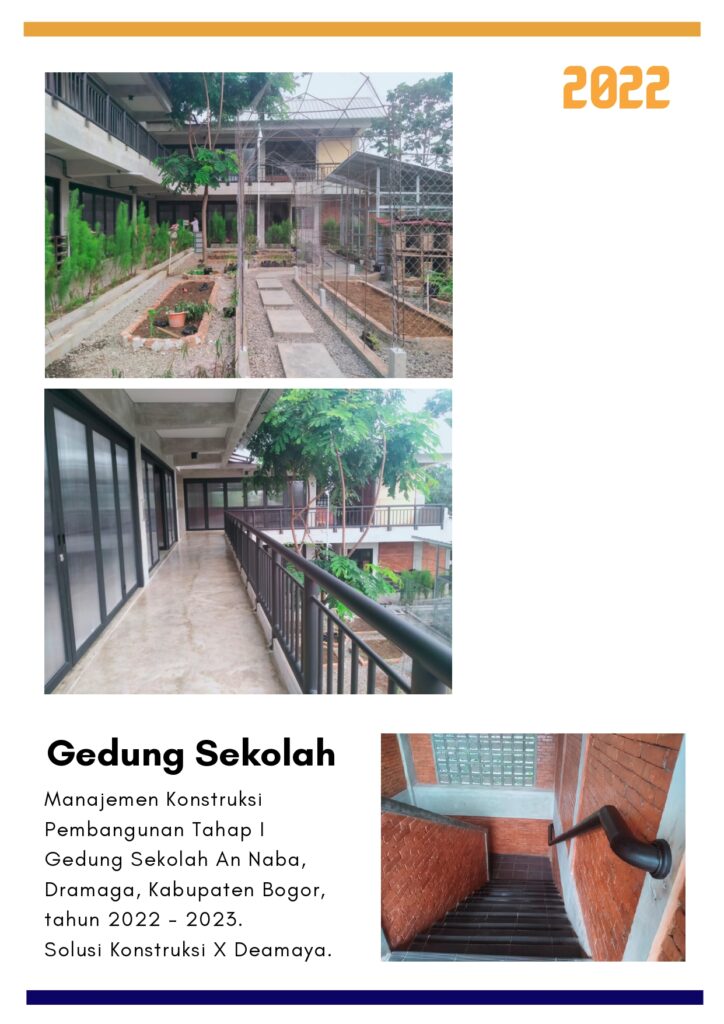 2022
Gedung Sekolah
Manajemen Konstruksi
Pembangunan Tahap I
Gedung Sekolah An Naba,
Dramaga, Kabupaten Bogor,
tahun 2022 - 2023.
Solusi Konstruksi X Deamaya.